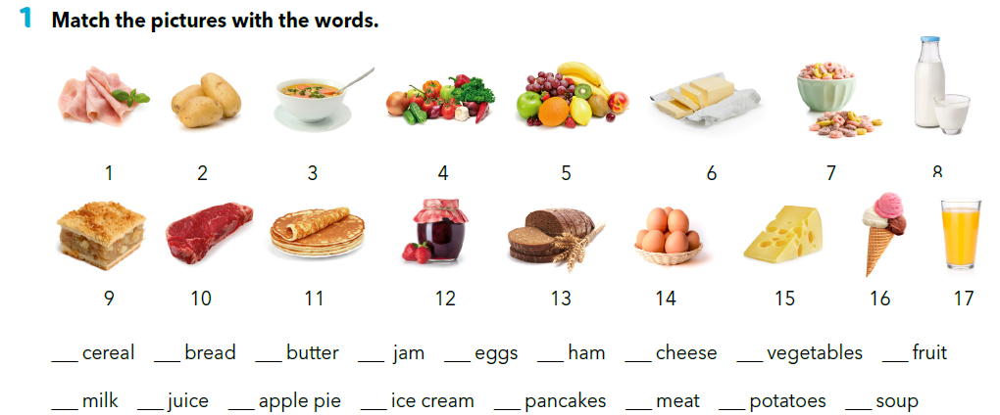 1 Match the pictures with the words.
1 2 3 4 5 6 7 8
9 10 11 12 13 14 15 16 17
___ cereal ___ bread ___ butter ___ jam ___ eggs ___ ham ___ cheese ___ vegetables ___ fruit
___ milk ___ juice ___ apple pie ___ ice cream ___ pancakes ___ meat ___ potatoes ___ soup